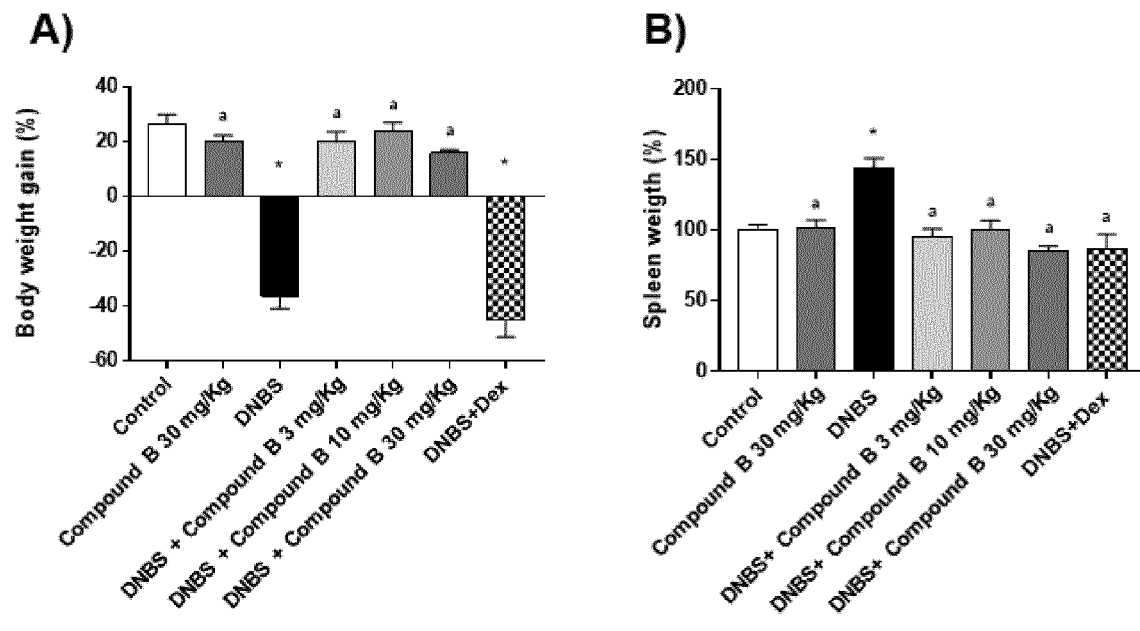 A)
Body weight gain (%)
40
20
0
-20
-40
-60
a
*
a
a
a
*
Control
Compound B 30 mg/Kg
DNBS
DNBS + Compound B 3 mg/Kg
DNBS + Compound B 10 mg/Kg
DNBS + Compound B 30 mg/Kg
DNBS+Dex
B)
Spleen weigth (%)
200
150
100
50
0
a
*
a
a
a
a
Control
Compound B 30 mg/Kg
DNBS
DNBS+ Compound B 3 mg/Kg
DNBS+ Compound B 10 mg/Kg
DNBS+ Compound B 30 mg/Kg
DNBS+Dex